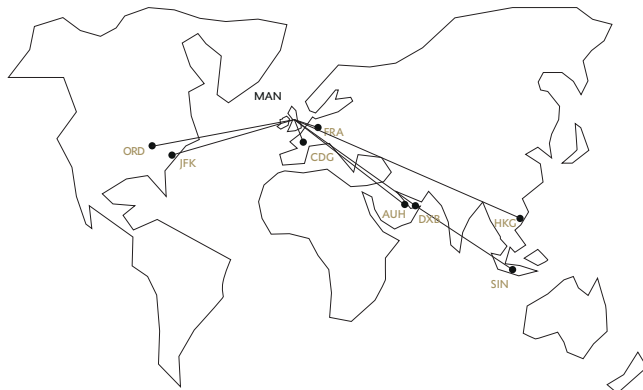 MAN
FRA
ORD
JFK
CDG
AUH
DXB
HKG
SIN